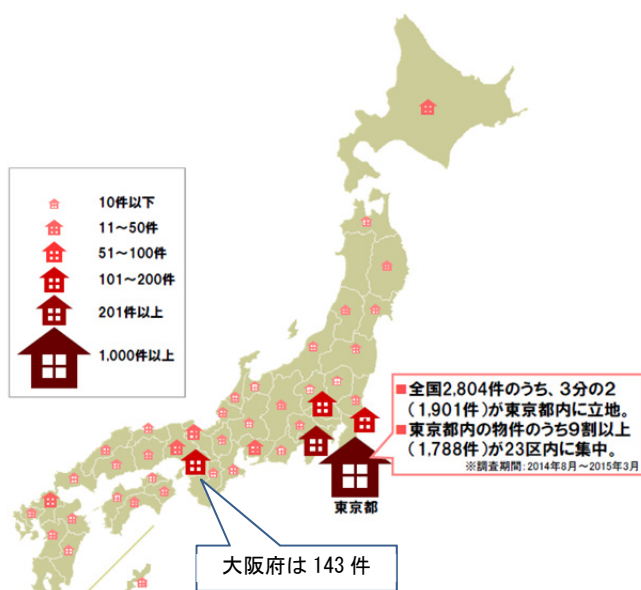 10件以下
11～50件
51～100件
101～200件
201件以上
1,000件以上
■全国2,804件のうち、3分の2
（1,901件）が東京都内に立地。
■東京都内の物件のうち9割以上
（1,788件）が23区内に集中。
※調査期間：2014年8月～2015年3月
東京都
大阪府は 143 件